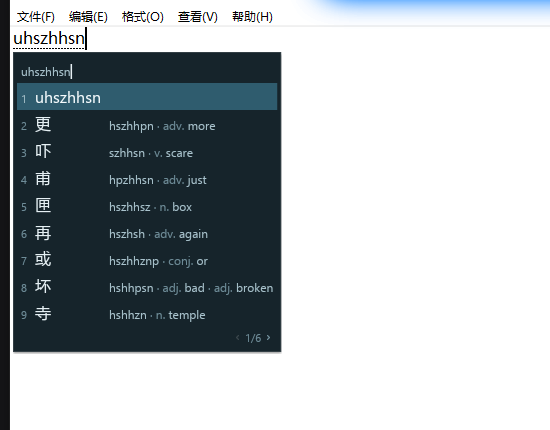 文件(F) 编辑(E) 格式(O) 查看(V) 帮助(H)
uhszhhsn
uhszhhsn
1 uhszhhsn
2 更 hszhhpn · adv. more
3 吓 szhhsn · v. scare
4 甫 hpzhhsn · adv. just
5 匣 hszhhsz · n. box
6 再 hszhsh · adv. again
7 或 hszhhznp · conj. or
8 坏 hshhpsn · adj. bad · adj. broken
9 寺 hshhzn · n. temple
‹ 1/6 ›